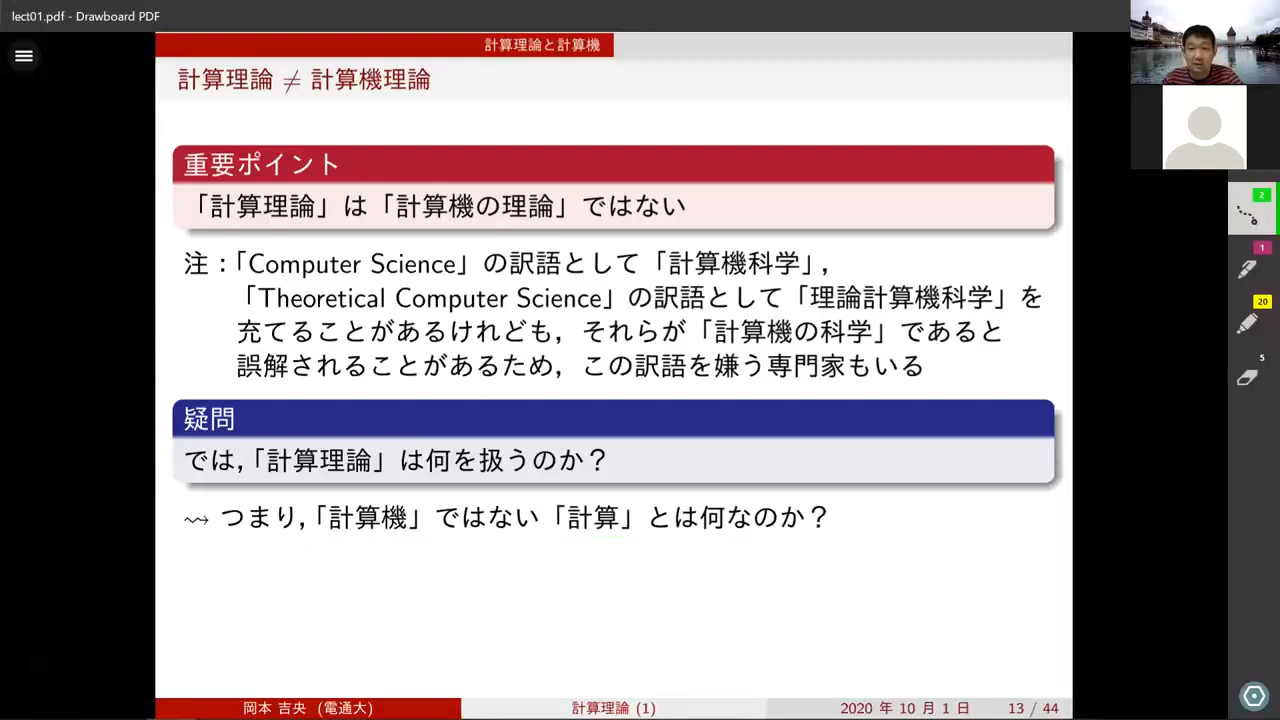 lect01.pdf - Drawboard PDF
計算理論と計算機
計算理論 ≠ 計算機理論
重要ポイント
「計算理論」は「計算機の理論」ではない
注：「Computer Science」の訳語として「計算機科学」，
「Theoretical Computer Science」の訳語として「理論計算機科学」を
充てることがあるけれども，それらが「計算機の科学」であると
誤解されることがあるため，この訳語を嫌う専門家もいる
疑問
では，「計算理論」は何を扱うのか？
⇝ つまり，「計算機」ではない「計算」とは何なのか？
岡本 吉央 (電通大)
計算理論 (1)
2020 年 10 月 1 日
13 / 44
2
1
20
5